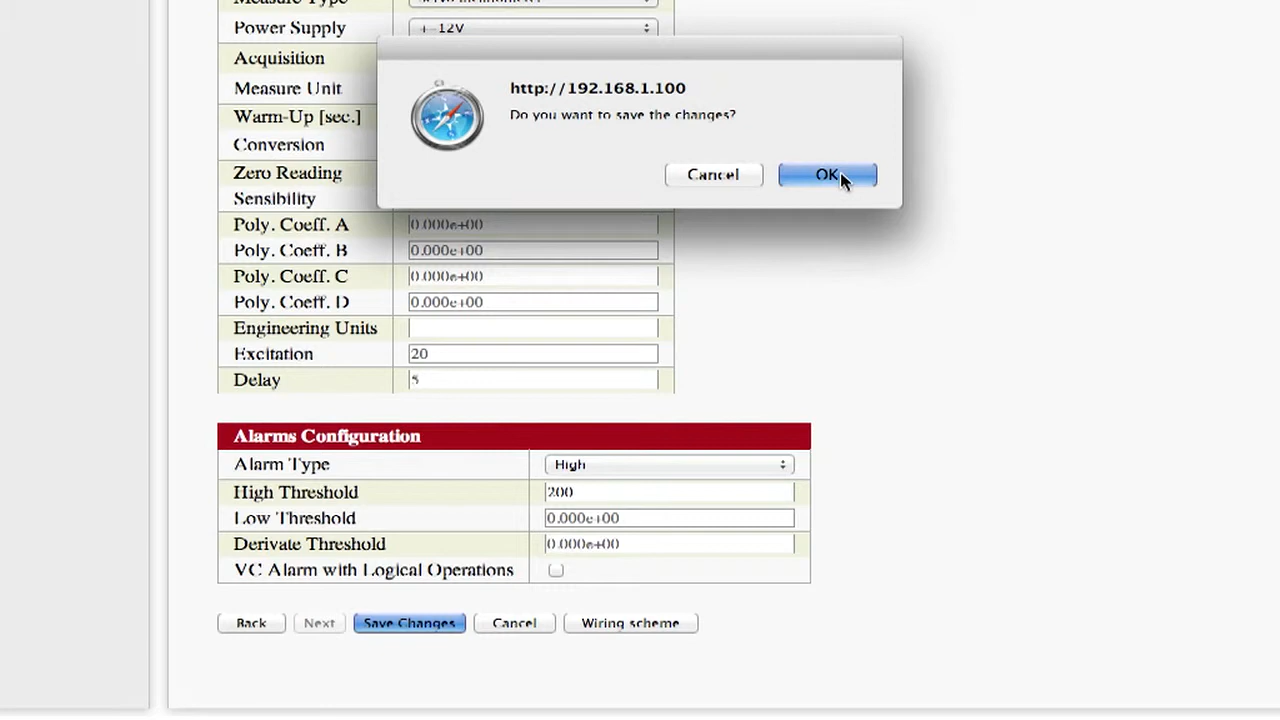 Measure Type
Power Supply +-12V
Acquisition
Measure Unit
Warm-Up [sec.]
Conversion
Zero Reading
Sensibility
http://192.168.1.100
Do you want to save the changes?
Cancel OK
Poly. Coeff. A 0.000e+00
Poly. Coeff. B 0.000e+00
Poly. Coeff. C 0.000e+00
Poly. Coeff. D 0.000e+00
Engineering Units
Excitation 20
Delay 5
Alarms Configuration
Alarm Type High
High Threshold 200
Low Threshold 0.000e+00
Derivate Threshold 0.000e+00
VC Alarm with Logical Operations
Back Next Save Changes Cancel Wiring scheme